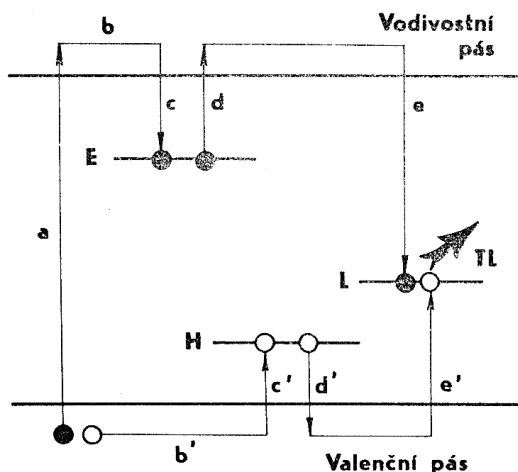 Vodivostní
pás
b
c
d
e
E
a
TL
L
H
c'
d'
e'
b'
Valenční pás